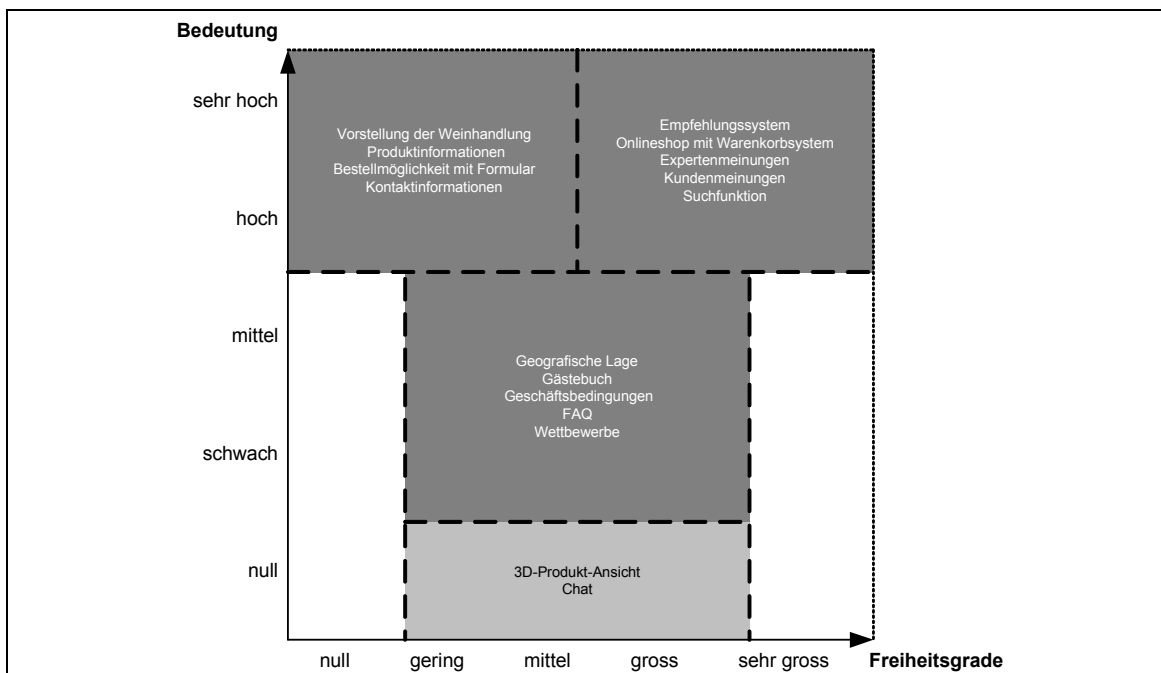 Bedeutung
sehr hoch
Vorstellung der Weinhandlung
Produktinformationen
Bestellmöglichkeit mit Formular
Kontaktinformationen
Empfehlungssystem
Onlineshop mit Warenkorbsystem
Expertenmeinungen
Kundenmeinungen
Suchfunktion
hoch
mittel
Geografische Lage
Gästebuch
Geschäftsbedingungen
FAQ
Wettbewerbe
schwach
null
3D-Produkt-Ansicht
Chat
null gering mittel gross sehr gross Freiheitsgrade